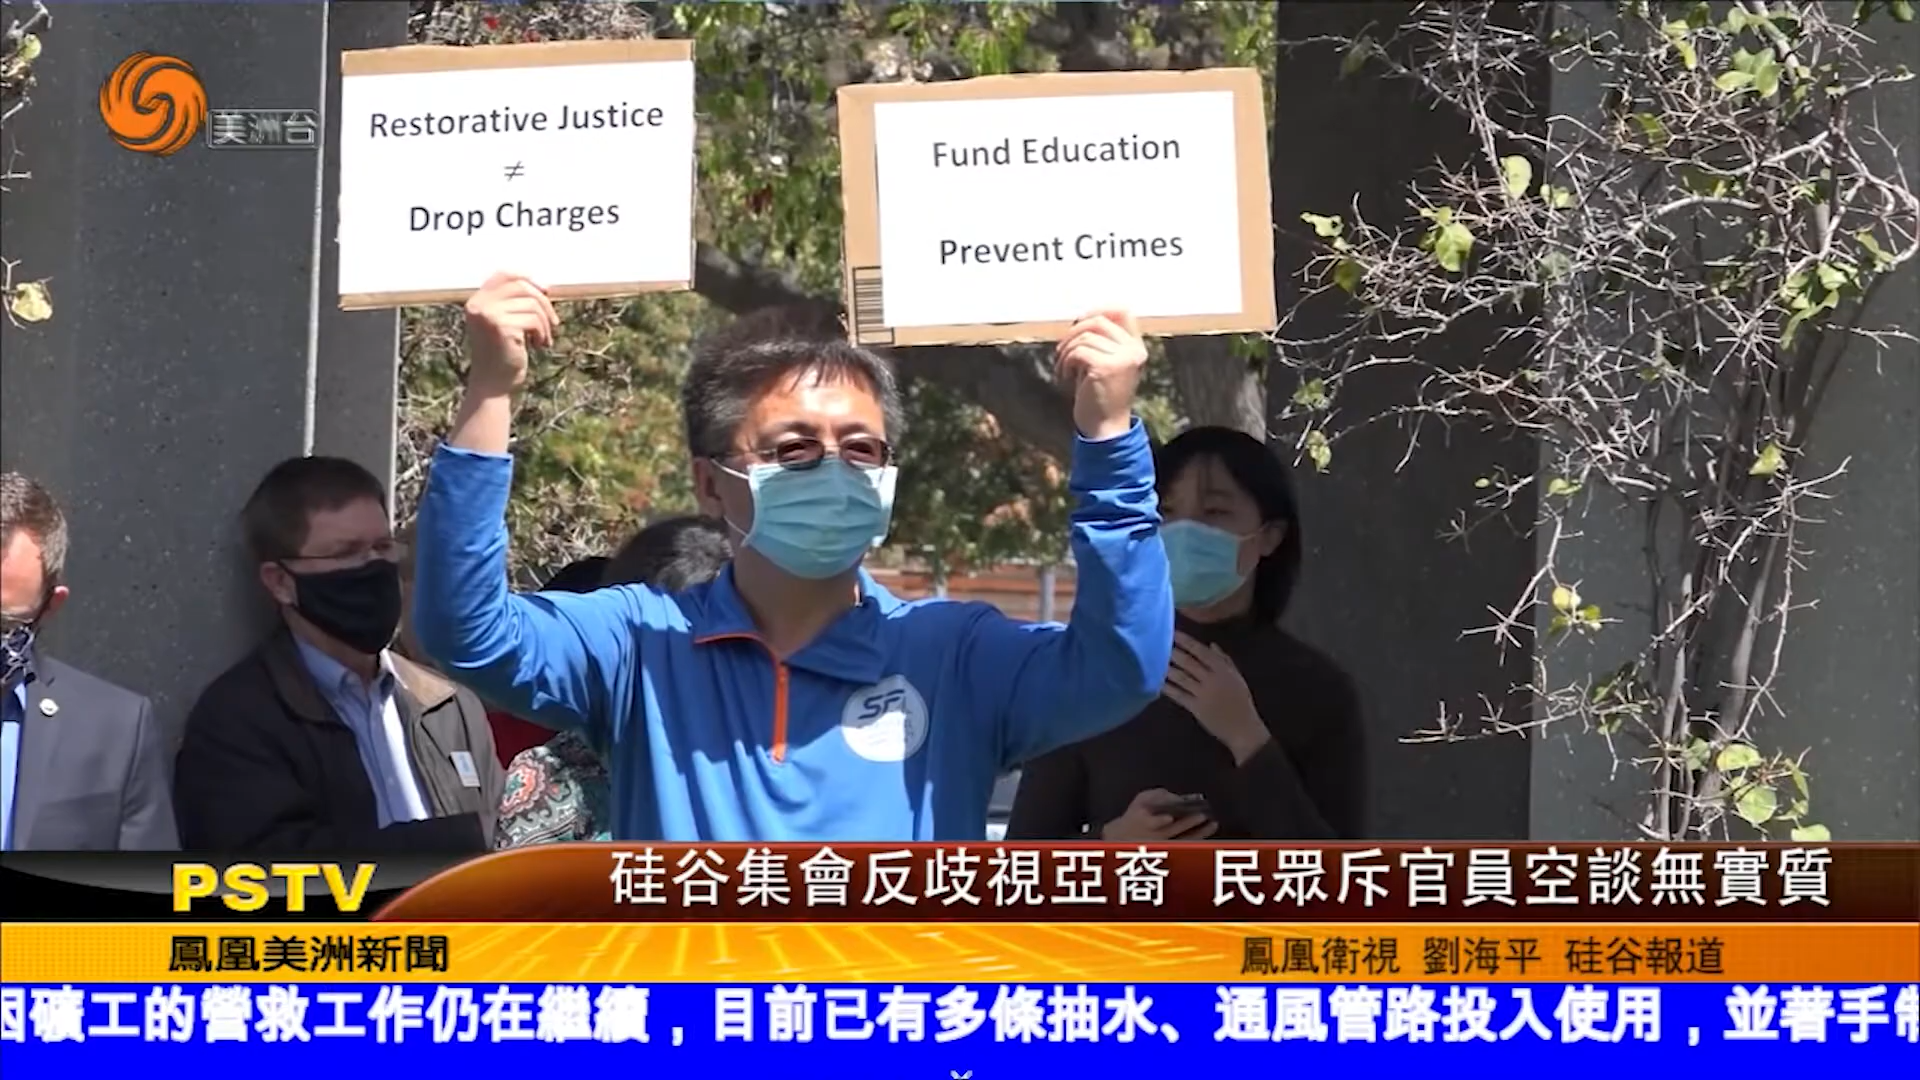 美洲台
Restorative Justice
≠
Drop Charges
Fund Education
Prevent Crimes
SF
PSTV
硅谷集會反歧視亞裔 民眾斥官員空談無實質
鳳凰美洲新聞
鳳凰衛視 劉海平 硅谷報道
困礦工的營救工作仍在繼續，目前已有多條抽水、通風管路投入使用，並著手制